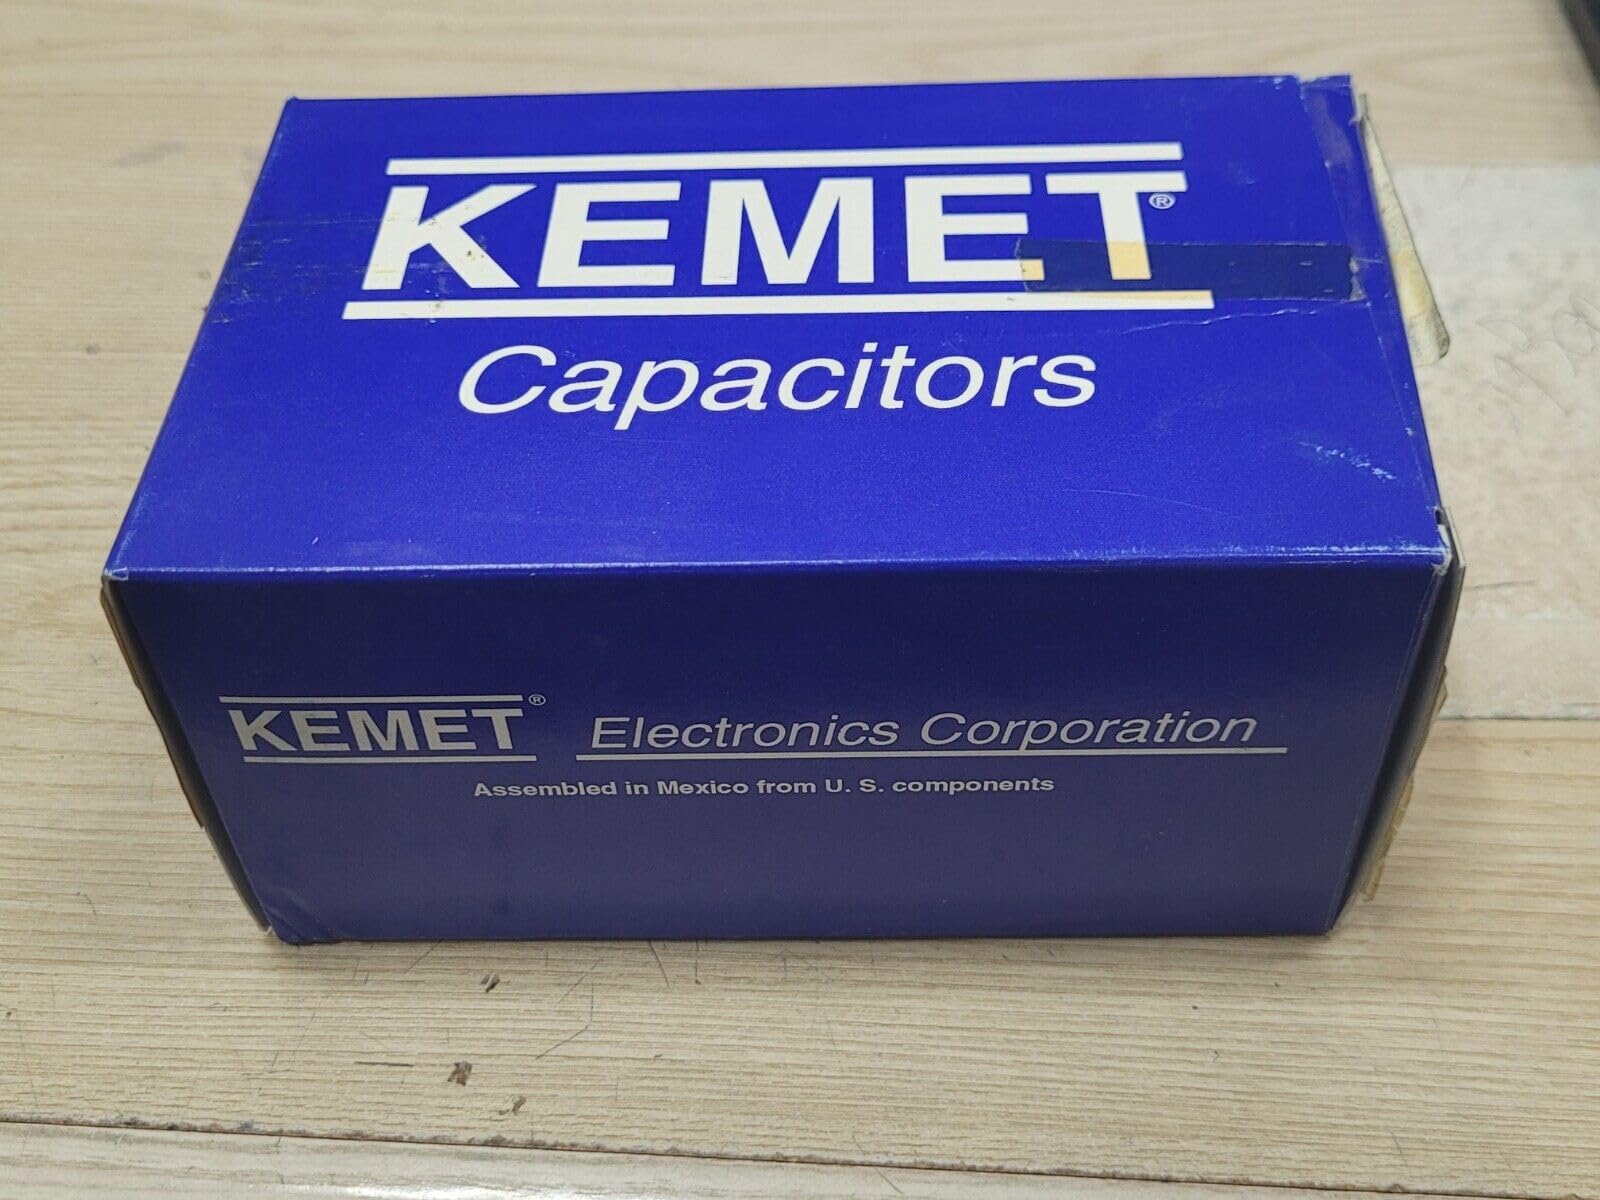 KEMET®
Capacitors
KEMET® Electronics Corporation
Assembled in Mexico from U. S. components